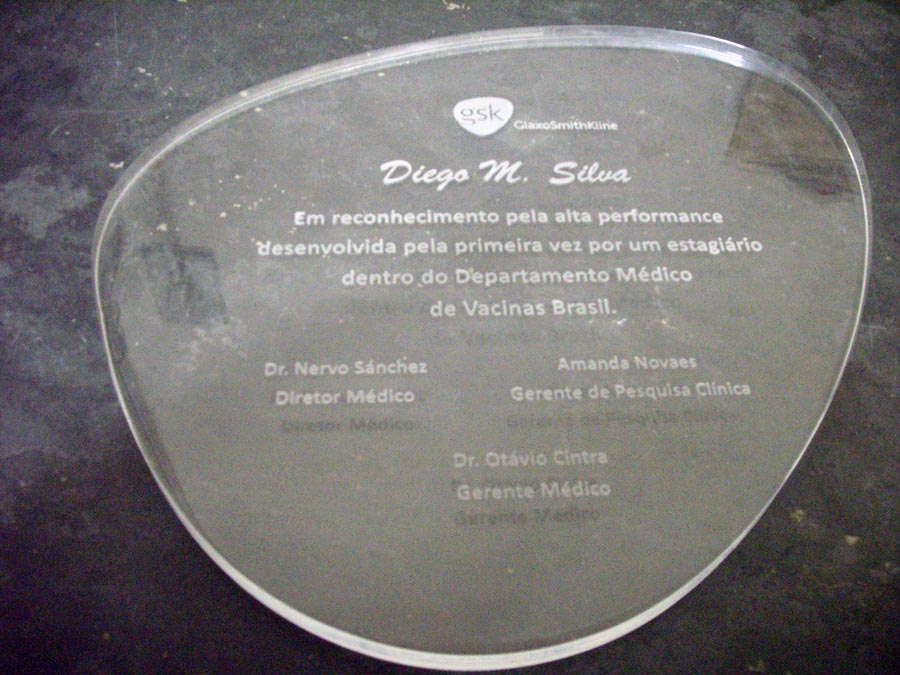 gsk
GlaxoSmithKline
Diego M. Silva
Em reconhecimento pela alta performance
desenvolvida pela primeira vez por um estagiário
dentro do Departamento Médico
de Vacinas Brasil.
Dr. Nervo Sánchez
Diretor Médico
Amanda Novaes
Gerente de Pesquisa Clínica
Dr. Otávio Cintra
Gerente Médico